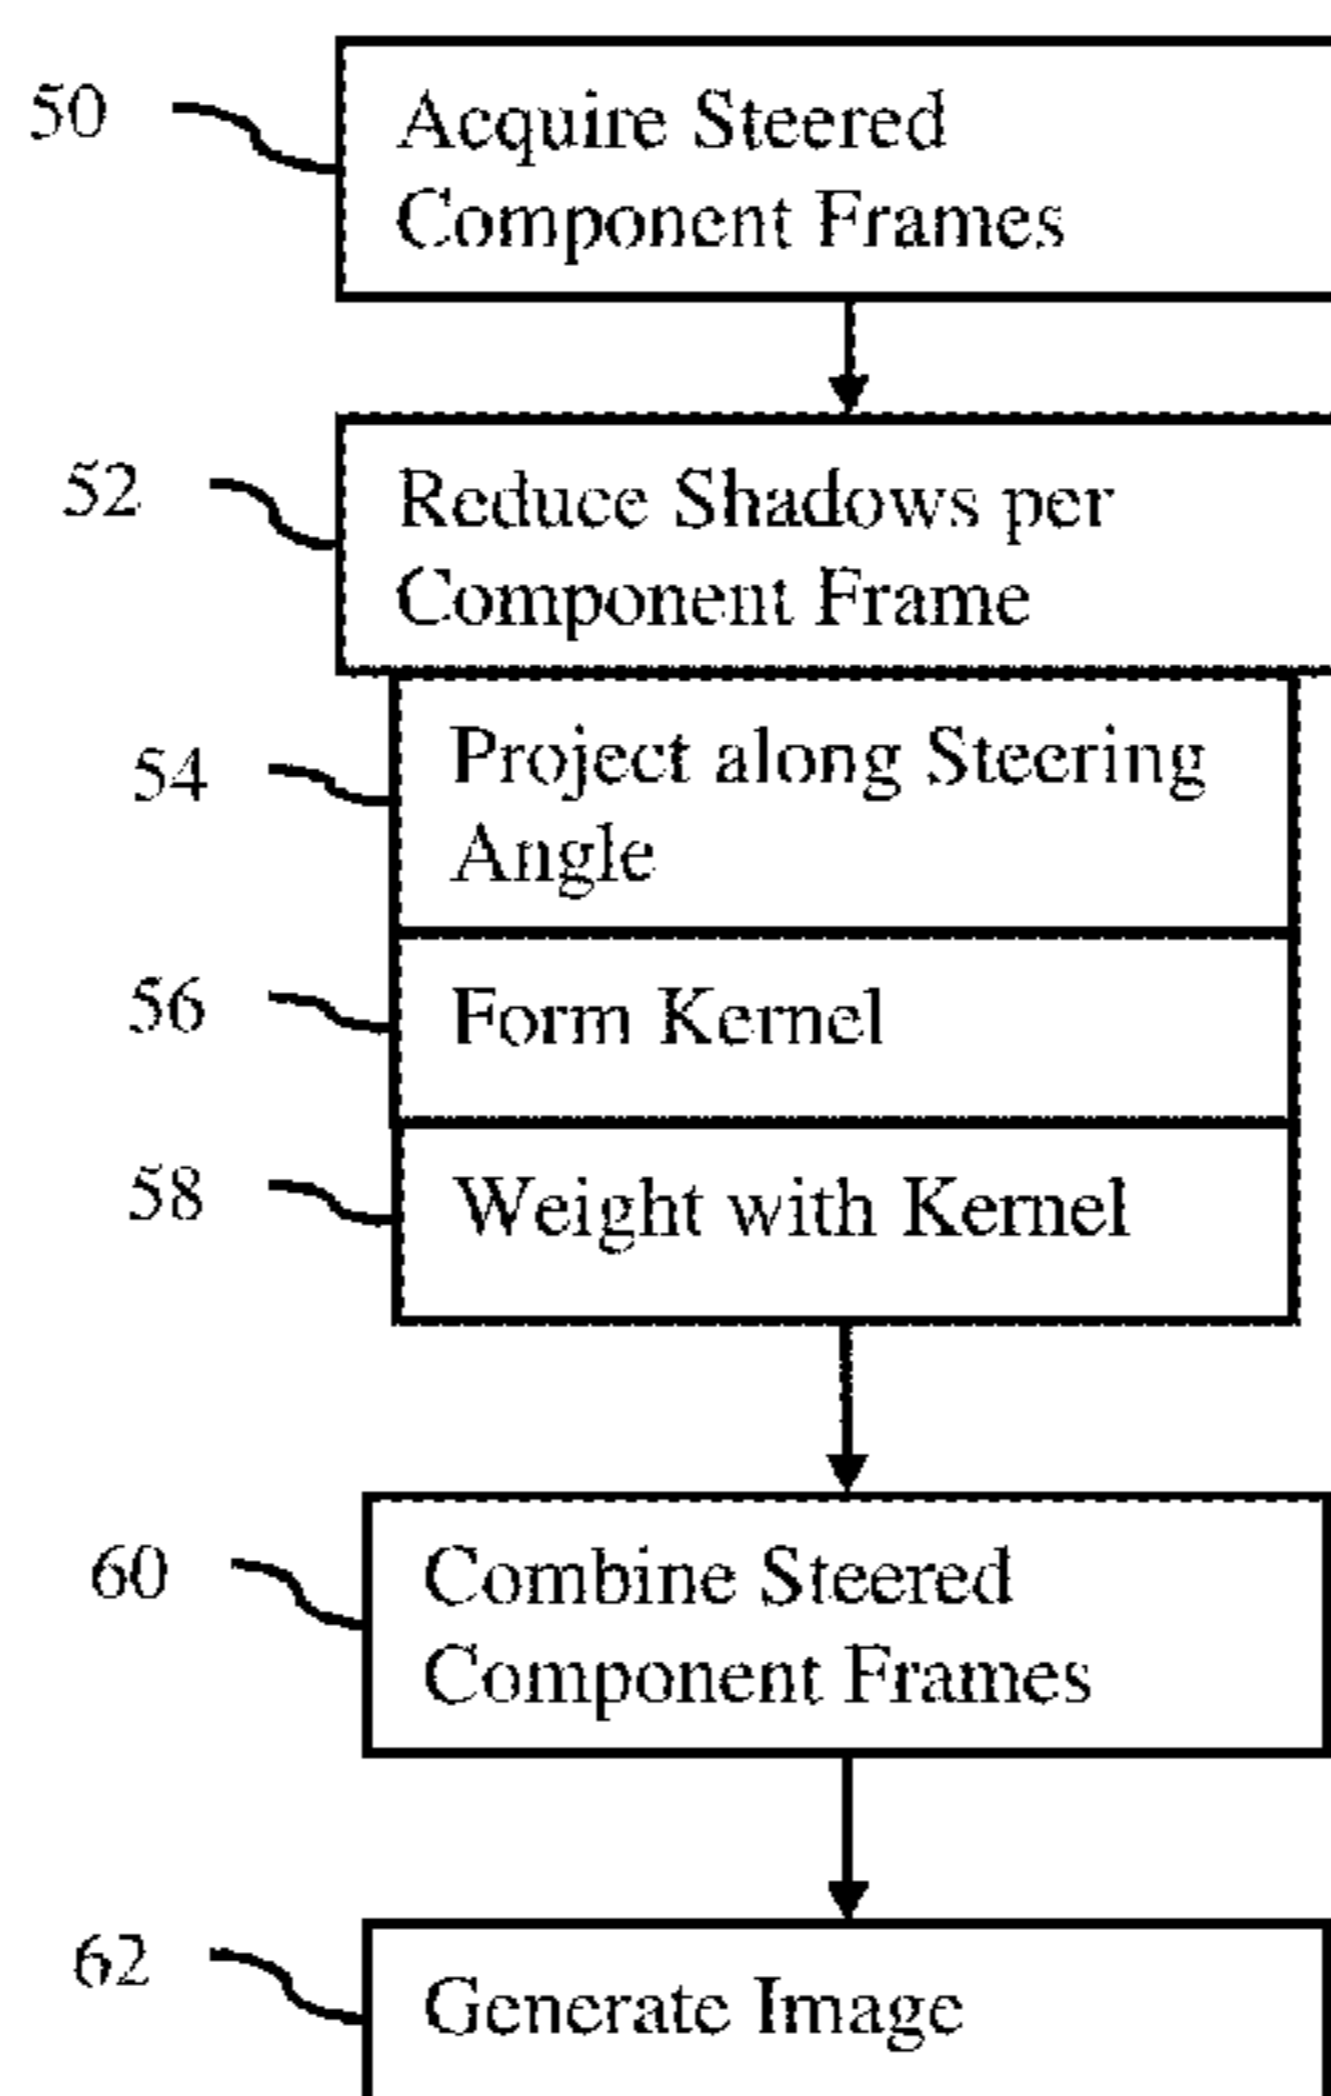 50
Acquire Steered
Component Frames
52
Reduce Shadows per
Component Frame
54
Project along Steering
Angle
56
Form Kernel
58
Weight with Kernel
60
Combine Steered
Component Frames
62
Generate Image